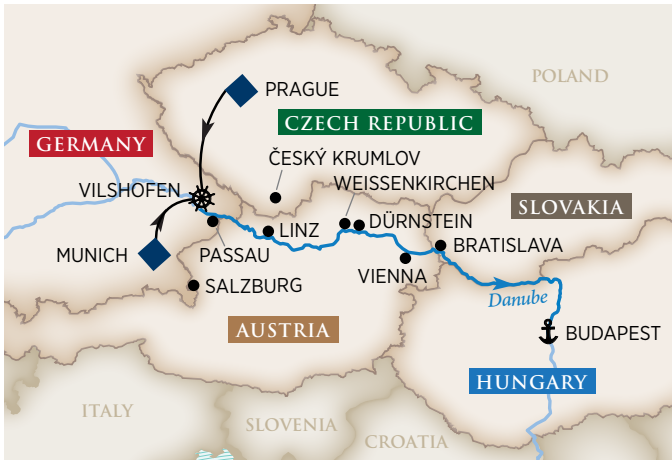 POLAND
PRAGUE
CZECH REPUBLIC
GERMANY
ČESKÝ KRUMLOV
WEISSENKIRCHEN
VILSHOFEN
SLOVAKIA
DÜRNSTEIN
LINZ
BRATISLAVA
MUNICH
PASSAU
VIENNA
SALZBURG
Danube
AUSTRIA
BUDAPEST
HUNGARY
ITALY
SLOVENIA
CROATIA